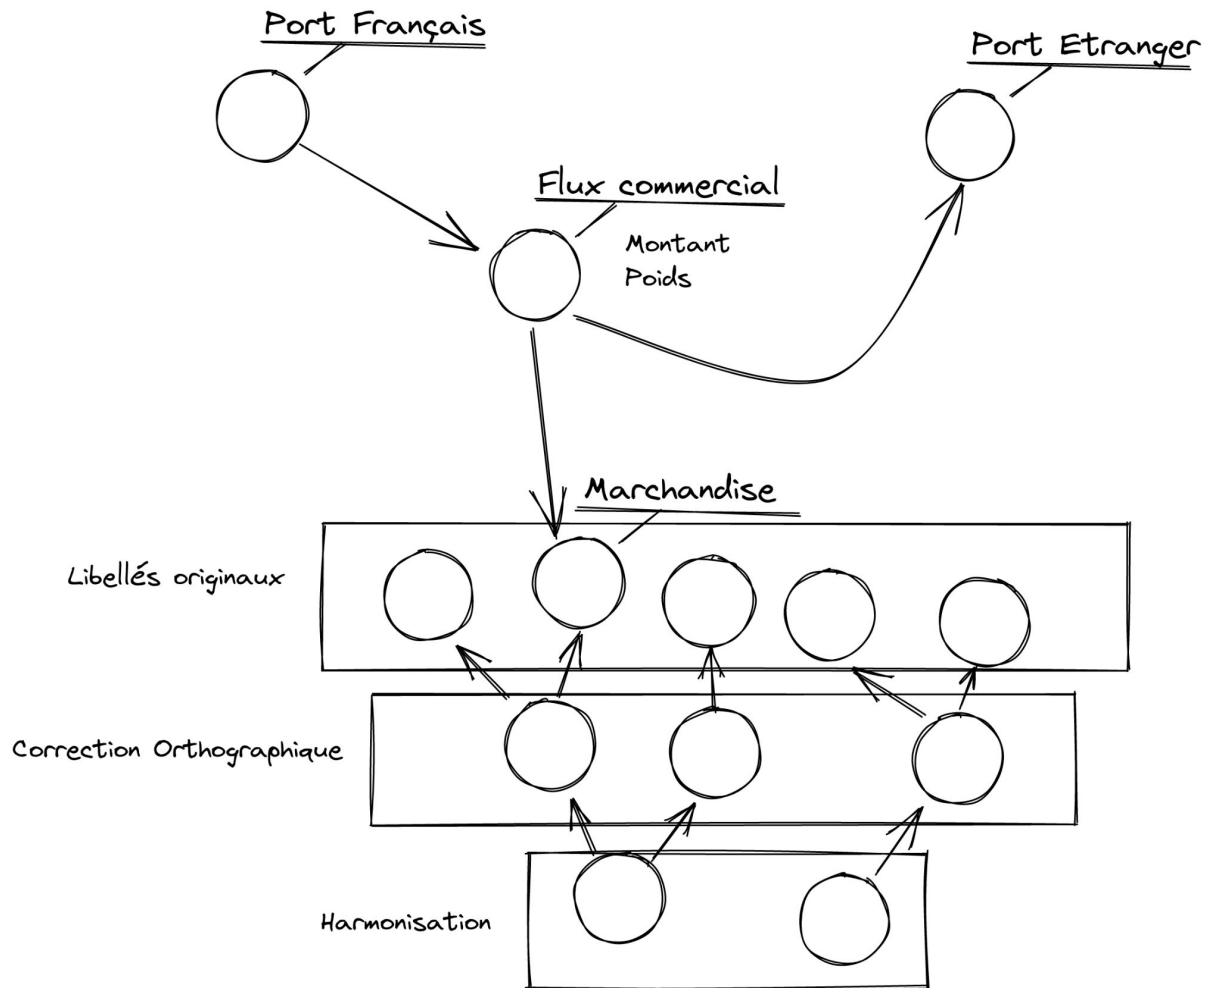 Port Français
Port Etranger
Flux commercial
Montant
Poids
Marchandise
Libellés originaux
Correction Orthographique
Harmonisation